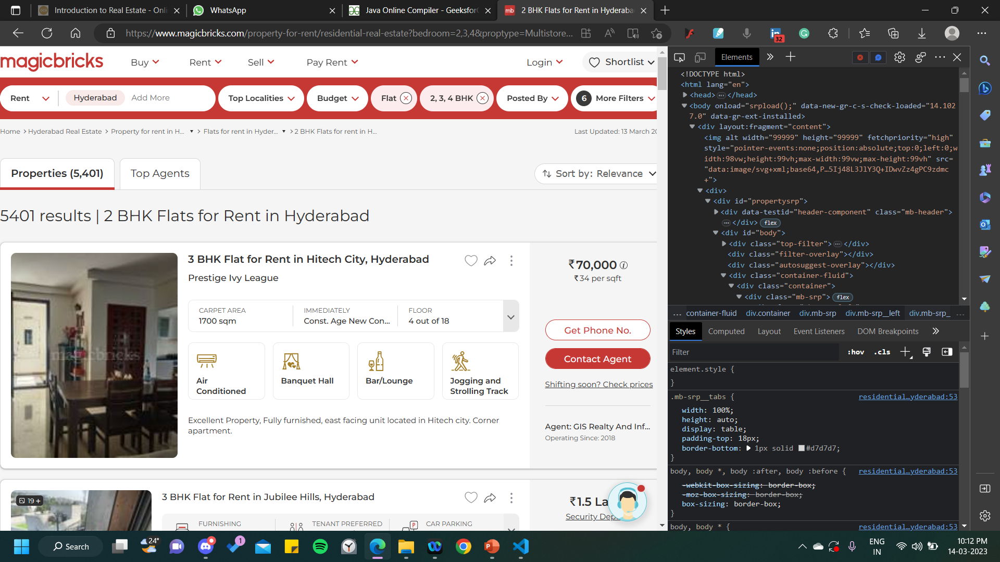 Introduction to Real Estate - Onli
WhatsApp
Java Online Compiler - Geeksfor
mb 2 BHK Flats for Rent in Hyderaba
https://www.magicbricks.com/property-for-rent/residential-real-estate?bedroom=2,3,4&proptype=Multistore...
32
magicbricks
Buy Rent Sell Pay Rent Login Shortlist
Rent Hyderabad Add More Top Localities Budget Flat 2, 3, 4 BHK Posted By 6 More Filters
Home > Hyderabad Real Estate > Property for rent in H... > Flats for rent in Hyder... > 2 BHK Flats for rent in H...
Last Updated: 13 March 20
Properties (5,401) Top Agents Sort by: Relevance
5401 results | 2 BHK Flats for Rent in Hyderabad
magicbricks
3 BHK Flat for Rent in Hitech City, Hyderabad
Prestige Ivy League
CARPET AREA IMMEDIATELY FLOOR
1700 sqm Const. Age New Con... 4 out of 18
Air Conditioned
Banquet Hall
Bar/Lounge
Jogging and Strolling Track
Excellent Property, Fully furnished, east facing unit located in Hitech city. Corner
apartment.
₹70,000
₹34 per sqft
Get Phone No.
Contact Agent
Shifting soon? Check prices
Agent: GIS Realty And Inf...
Operating Since: 2018
19 +
3 BHK Flat for Rent in Jubilee Hills, Hyderabad
FURNISHING TENANT PREFERRED CAR PARKING
₹1.5 La
Security Dep
Elements
<!DOCTYPE html>
<html lang="en">
<head>…</head>
<body onload="srpload();" data-new-gr-c-s-check-loaded="14.102
7.0" data-gr-ext-installed>
<div layout:fragment="content">
<img alt width="99999" height="99999" fetchpriority="high"
style="pointer-events:none;position:absolute;top:0;left:0;w
idth:98vw;height:99vh;max-width:99vw;max-height:99vh" src=
"data:image/svg+xml;base64,P…5Ij48L3JlY3Q+IDwvZz4gPC9zdmc
+">
<div>
<div id="propertysrp">
<div data-testid="header-component" class="mb-header">
…</div> flex
<div id="body">
<div class="top-filter">…</div>
<div class="filter-overlay"></div>
<div class="autosuggest-overlay"></div>
<div class="container-fluid">
<div class="container">
<div class="mb-srp"> flex
... container-fluid div.container div.mb-srp div.mb-srp__left div.mb-srp_ ...
Styles Computed Layout Event Listeners DOM Breakpoints
Filter :hov .cls
element.style {
}
.mb-srp__tabs { residential…yderabad:53
width: 100%;
height: auto;
display: table;
padding-top: 18px;
border-bottom: 1px solid #d7d7d7;
}
body, body *, body :after, body :before { residential…yderabad:53
-webkit-box-sizing: border-box;
-moz-box-sizing: border-box;
box-sizing: border-box;
}
body, body * { residential…yderabad:53
Search
24°
1
ENG
IN
10:12 PM
14-03-2023